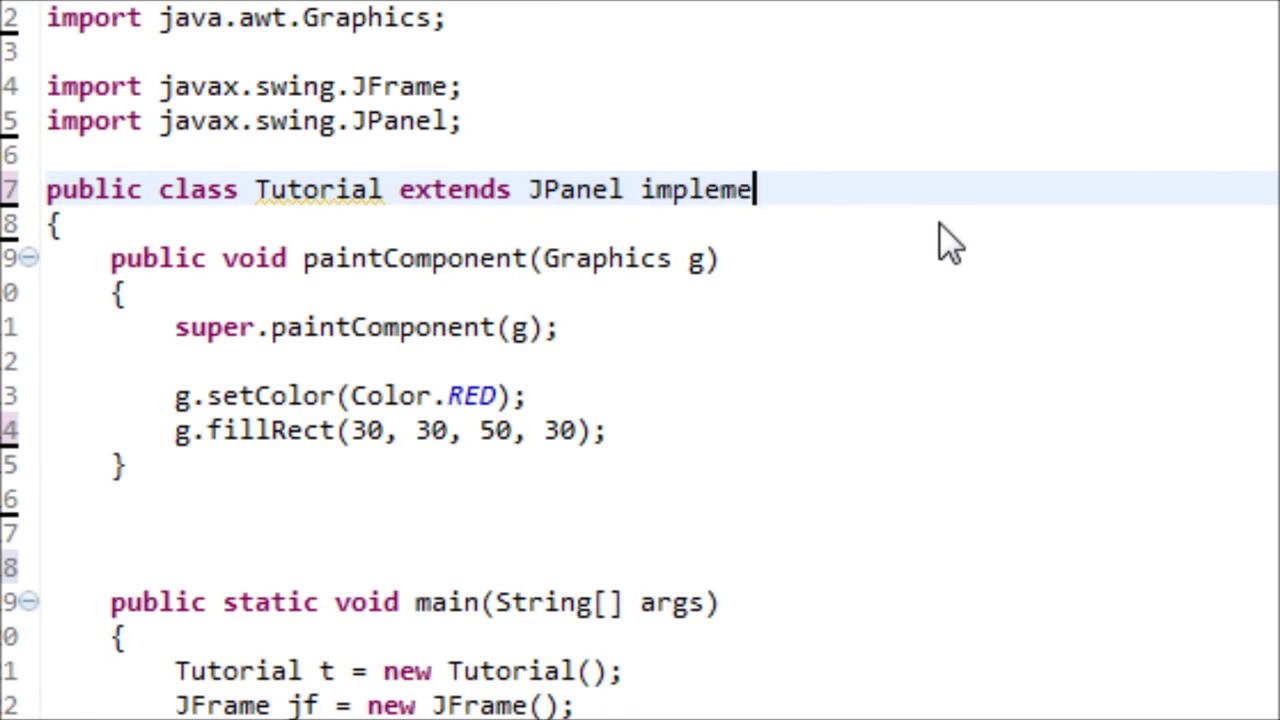 2 import java.awt.Graphics;
3
4 import javax.swing.JFrame;
5 import javax.swing.JPanel;
6
7 public class Tutorial extends JPanel impleme
8 {
9 public void paintComponent(Graphics g)
0 {
1 super.paintComponent(g);
2
3 g.setColor(Color.RED);
4 g.fillRect(30, 30, 50, 30);
5 }
6
7
8
9 public static void main(String[] args)
0 {
1 Tutorial t = new Tutorial();
2 JFrame jf = new JFrame();